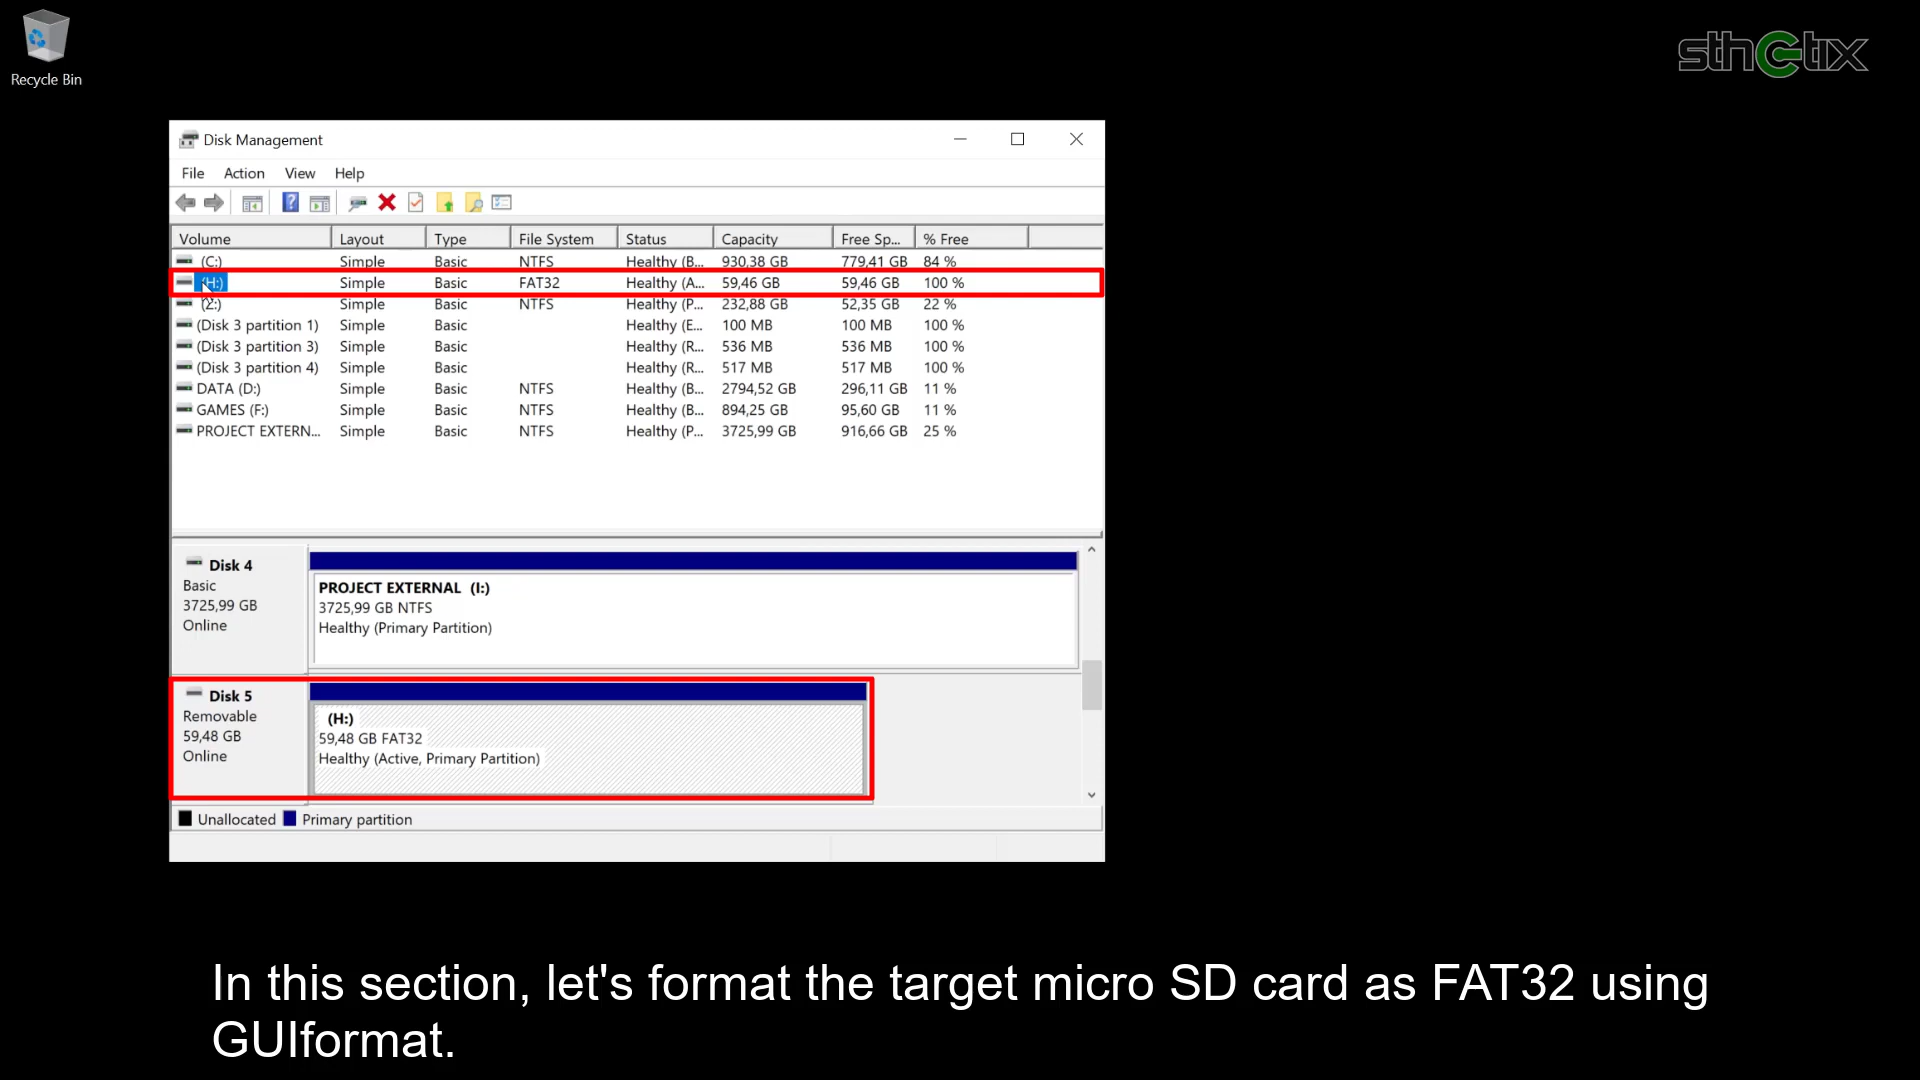 Recycle Bin
sthetix
Disk Management
File Action View Help
Volume Layout Type File System Status Capacity Free Sp... % Free
(C:) Simple Basic NTFS Healthy (B... 930,38 GB 779,41 GB 84 %
(H:) Simple Basic FAT32 Healthy (A... 59,46 GB 59,46 GB 100 %
(Z:) Simple Basic NTFS Healthy (P... 232,88 GB 52,35 GB 22 %
(Disk 3 partition 1) Simple Basic Healthy (E... 100 MB 100 MB 100 %
(Disk 3 partition 3) Simple Basic Healthy (R... 536 MB 536 MB 100 %
(Disk 3 partition 4) Simple Basic Healthy (R... 517 MB 517 MB 100 %
DATA (D:) Simple Basic NTFS Healthy (B... 2794,52 GB 296,11 GB 11 %
GAMES (F:) Simple Basic NTFS Healthy (B... 894,25 GB 95,60 GB 11 %
PROJECT EXTERN... Simple Basic NTFS Healthy (P... 3725,99 GB 916,66 GB 25 %
Disk 4
Basic
3725,99 GB
Online
PROJECT EXTERNAL (I:)
3725,99 GB NTFS
Healthy (Primary Partition)
Disk 5
Removable
59,48 GB
Online
(H:)
59,48 GB FAT32
Healthy (Active, Primary Partition)
Unallocated Primary partition
In this section, let's format the target micro SD card as FAT32 using
GUIformat.